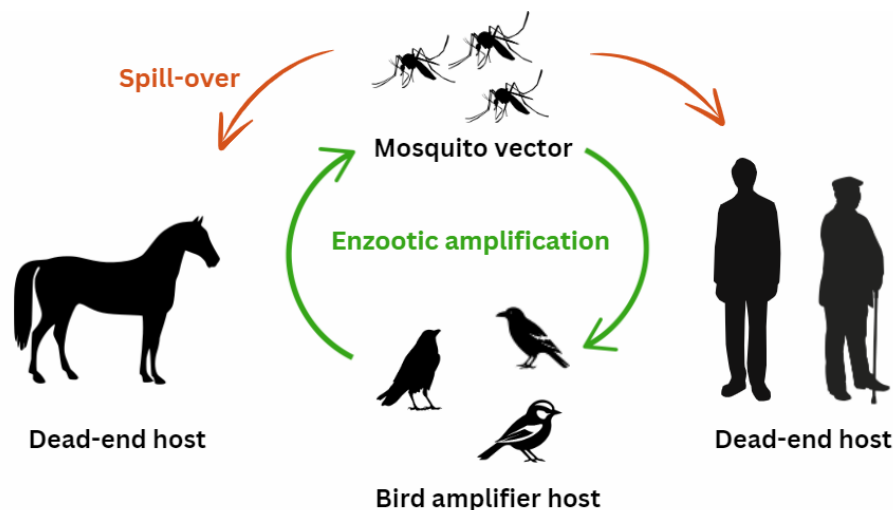 Spill-over
Mosquito vector
Enzootic amplification
Dead-end host
Dead-end host
Bird amplifier host